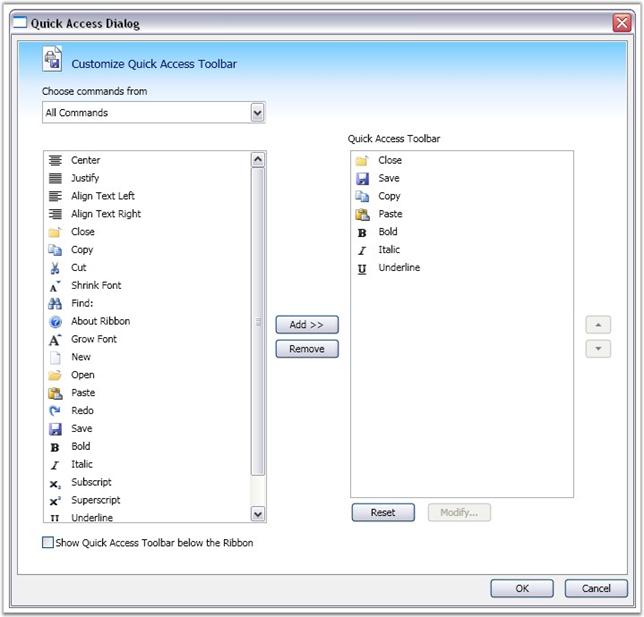 Quick Access Dialog
Customize Quick Access Toolbar
Choose commands from
All Commands
Center
Justify
Align Text Left
Align Text Right
Close
Copy
Cut
Shrink Font
Find:
About Ribbon
Grow Font
New
Open
Paste
Redo
Save
Bold
Italic
Subscript
Superscript
Underline
Add >>
Remove
Quick Access Toolbar
Close
Save
Copy
Paste
Bold
Italic
Underline
Reset
Modify...
Show Quick Access Toolbar below the Ribbon
OK
Cancel